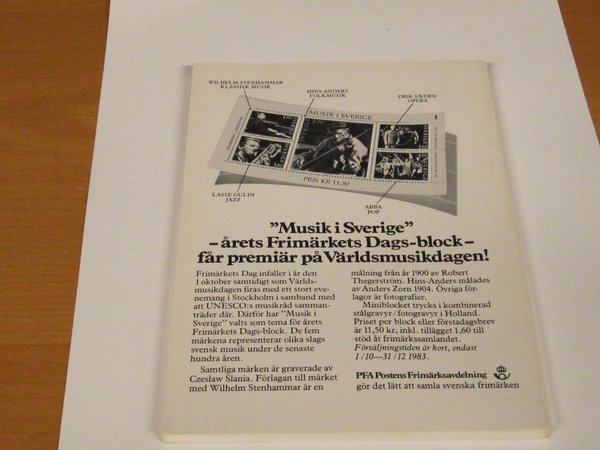 WILHELM STENHAMMAR
KLASSISK MUSIK
HINS-ANDERS
FOLKMUSIK
ERIK SÆDÉN
OPERA
MUSIK I SVERIGE
PRIS KR 11:50
LASSE GULIN
JAZZ
ABBA
POP
”Musik i Sverige”
– årets Frimärkets Dags-block –
får premiär på Världsmusikdagen!
Frimärkets Dag infaller i år den
1 oktober samtidigt som Världs-
musikdagen firas med ett stort eve-
nemang i Stockholm i samband med
att UNESCO:s musikråd samman-
träder där. Därför har ”Musik i
Sverige” valts som tema för årets
Frimärkets Dags-block. De fem
märkena representerar olika slags
svensk musik under de senaste
hundra åren.
Samtliga märken är graverade av
Czeslaw Slania. Förlagan till märket
med Wilhelm Stenhammar är en
målning från år 1900 av Robert
Thegerström. Hins-Anders målades
av Anders Zorn 1904. Övriga för-
lagor är fotografier.
Miniblocket trycks i kombinerad
stålgravyr/fotogravyr i Holland.
Priset per block eller förstadagsbrev
är 11,50 kr, inkl. tillägget 1,60 till
stöd åt frimärkssamlandet.
Försäljningstiden är kort, endast
1/10—31/12 1983.
PFA Postens Frimärksavdelning
gör det lätt att samla svenska frimärken